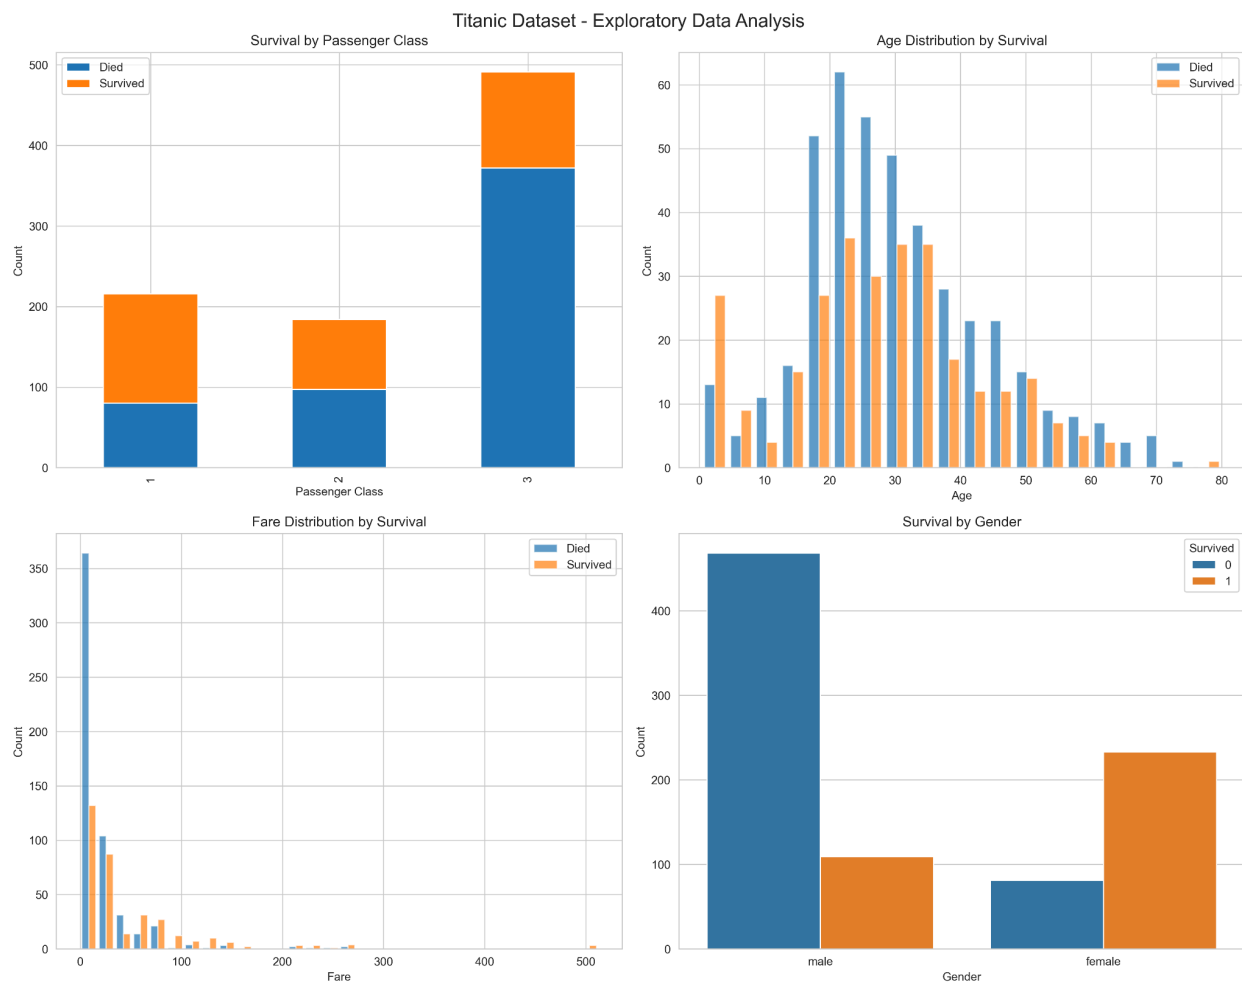 Titanic Dataset - Exploratory Data Analysis
Survival by Passenger Class
Died
Survived
500
400
300
200
100
0
Count
1
2
3
Passenger Class
Age Distribution by Survival
Died
Survived
60
50
40
30
20
10
0
Count
0 10 20 30 40 50 60 70 80
Age
Fare Distribution by Survival
Died
Survived
350
300
250
200
150
100
50
0
Count
0 100 200 300 400 500
Fare
Survival by Gender
Survived
0
1
400
300
200
100
0
Count
male female
Gender